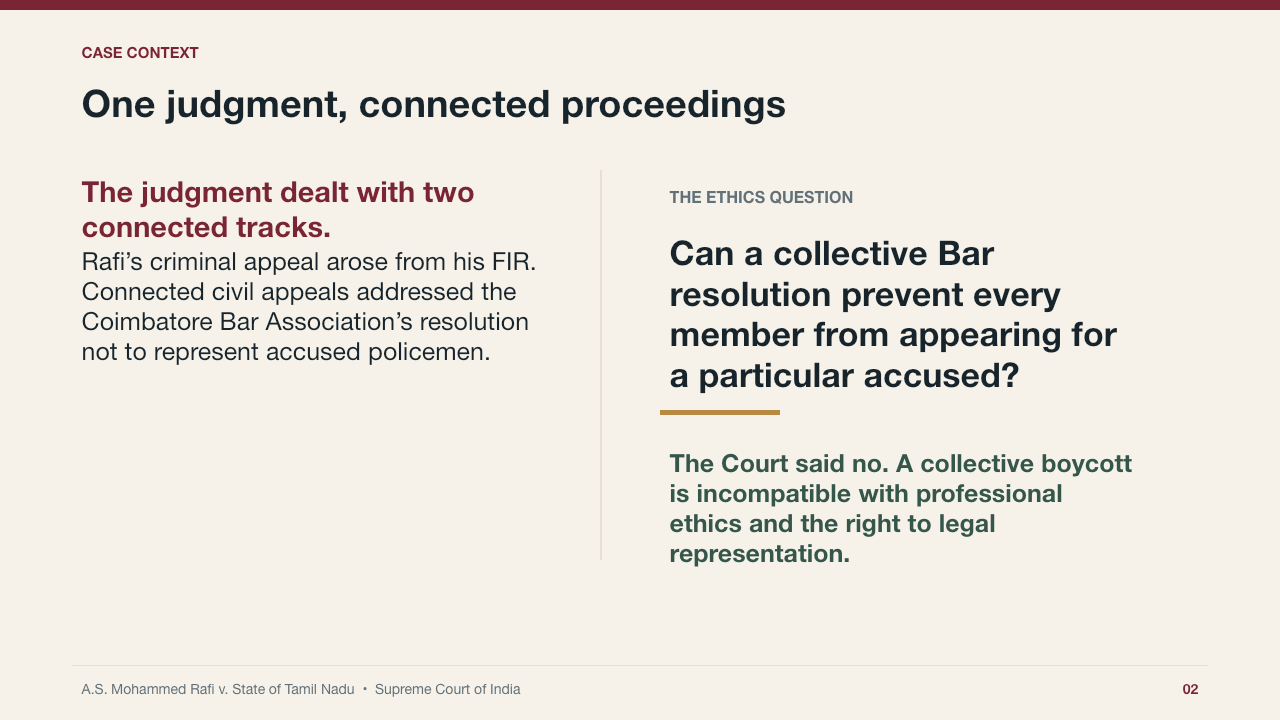 CASE CONTEXT
One judgment, connected proceedings
The judgment dealt with two
connected tracks.
Rafi’s criminal appeal arose from his FIR.
Connected civil appeals addressed the
Coimbatore Bar Association’s resolution
not to represent accused policemen.
THE ETHICS QUESTION
Can a collective Bar
resolution prevent every
member from appearing for
a particular accused?
The Court said no. A collective boycott
is incompatible with professional
ethics and the right to legal
representation.
A.S. Mohammed Rafi v. State of Tamil Nadu • Supreme Court of India
02